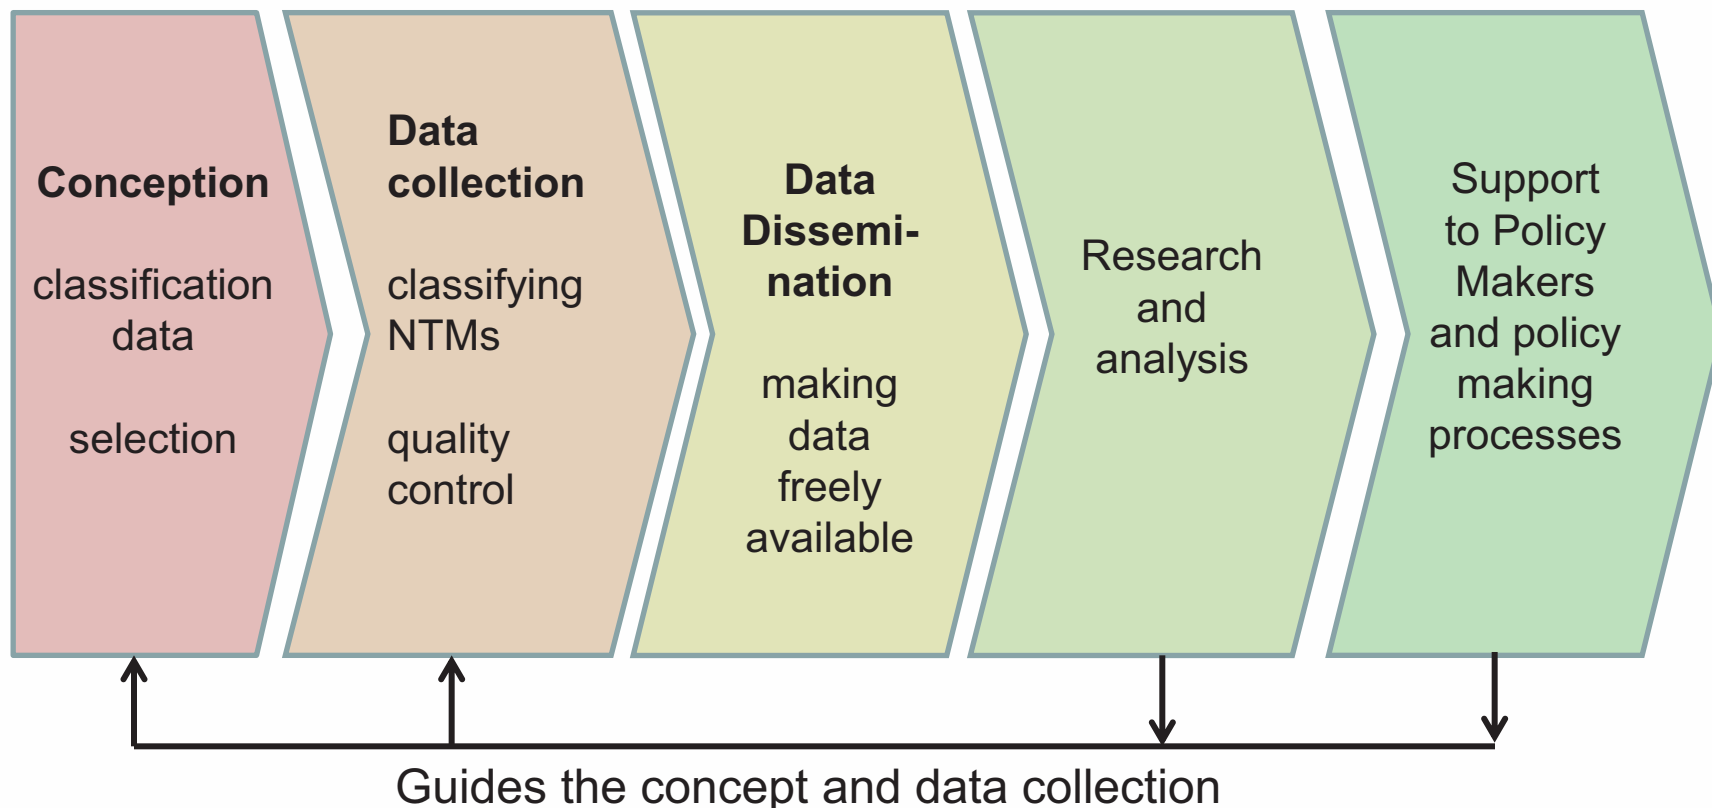 Conception
classification
data
selection
Data
collection
classifying
NTMs
quality
control
Data
Dissemi-
nation
making
data
freely
available
Research
and
analysis
Support
to Policy
Makers
and policy
making
processes
Guides the concept and data collection